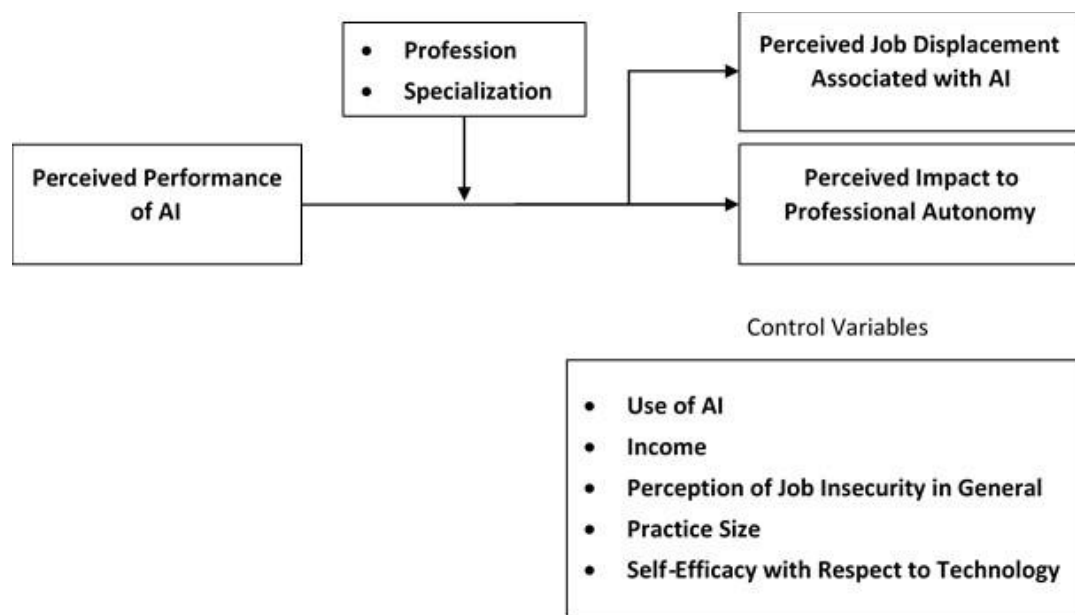 • Profession
• Specialization
Perceived Job Displacement
Associated with AI
Perceived Performance
of AI
Perceived Impact to
Professional Autonomy
Control Variables
• Use of AI
• Income
• Perception of Job Insecurity in General
• Practice Size
• Self-Efficacy with Respect to Technology